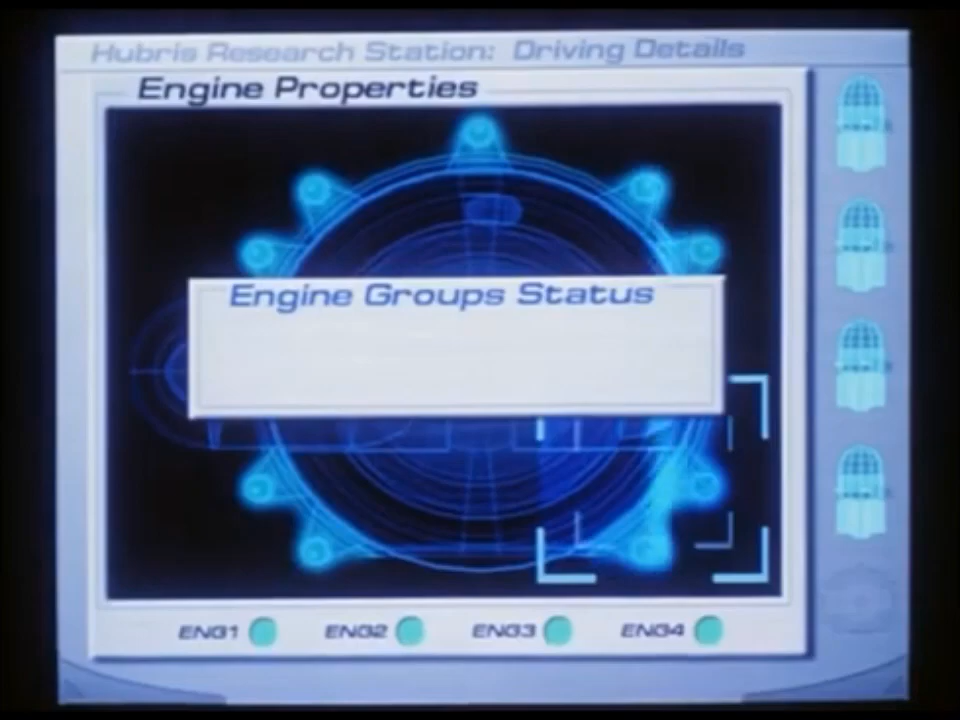 Hubris Research Station: Driving Details
Engine Properties
Engine Groups Status
ENG1 ENG2 ENG3 ENG4